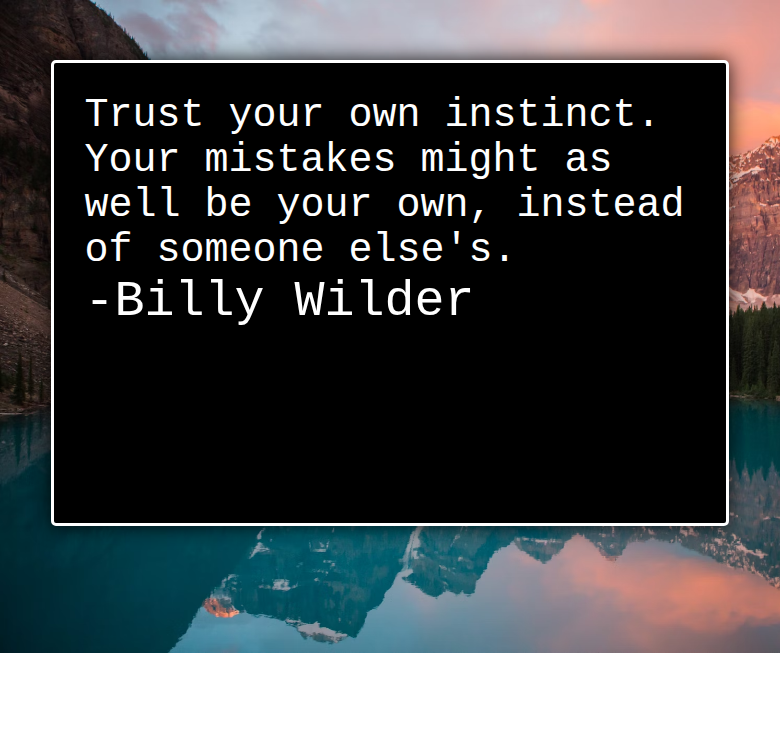 Trust your own instinct.
Your mistakes might as
well be your own, instead
of someone else's.
-Billy Wilder